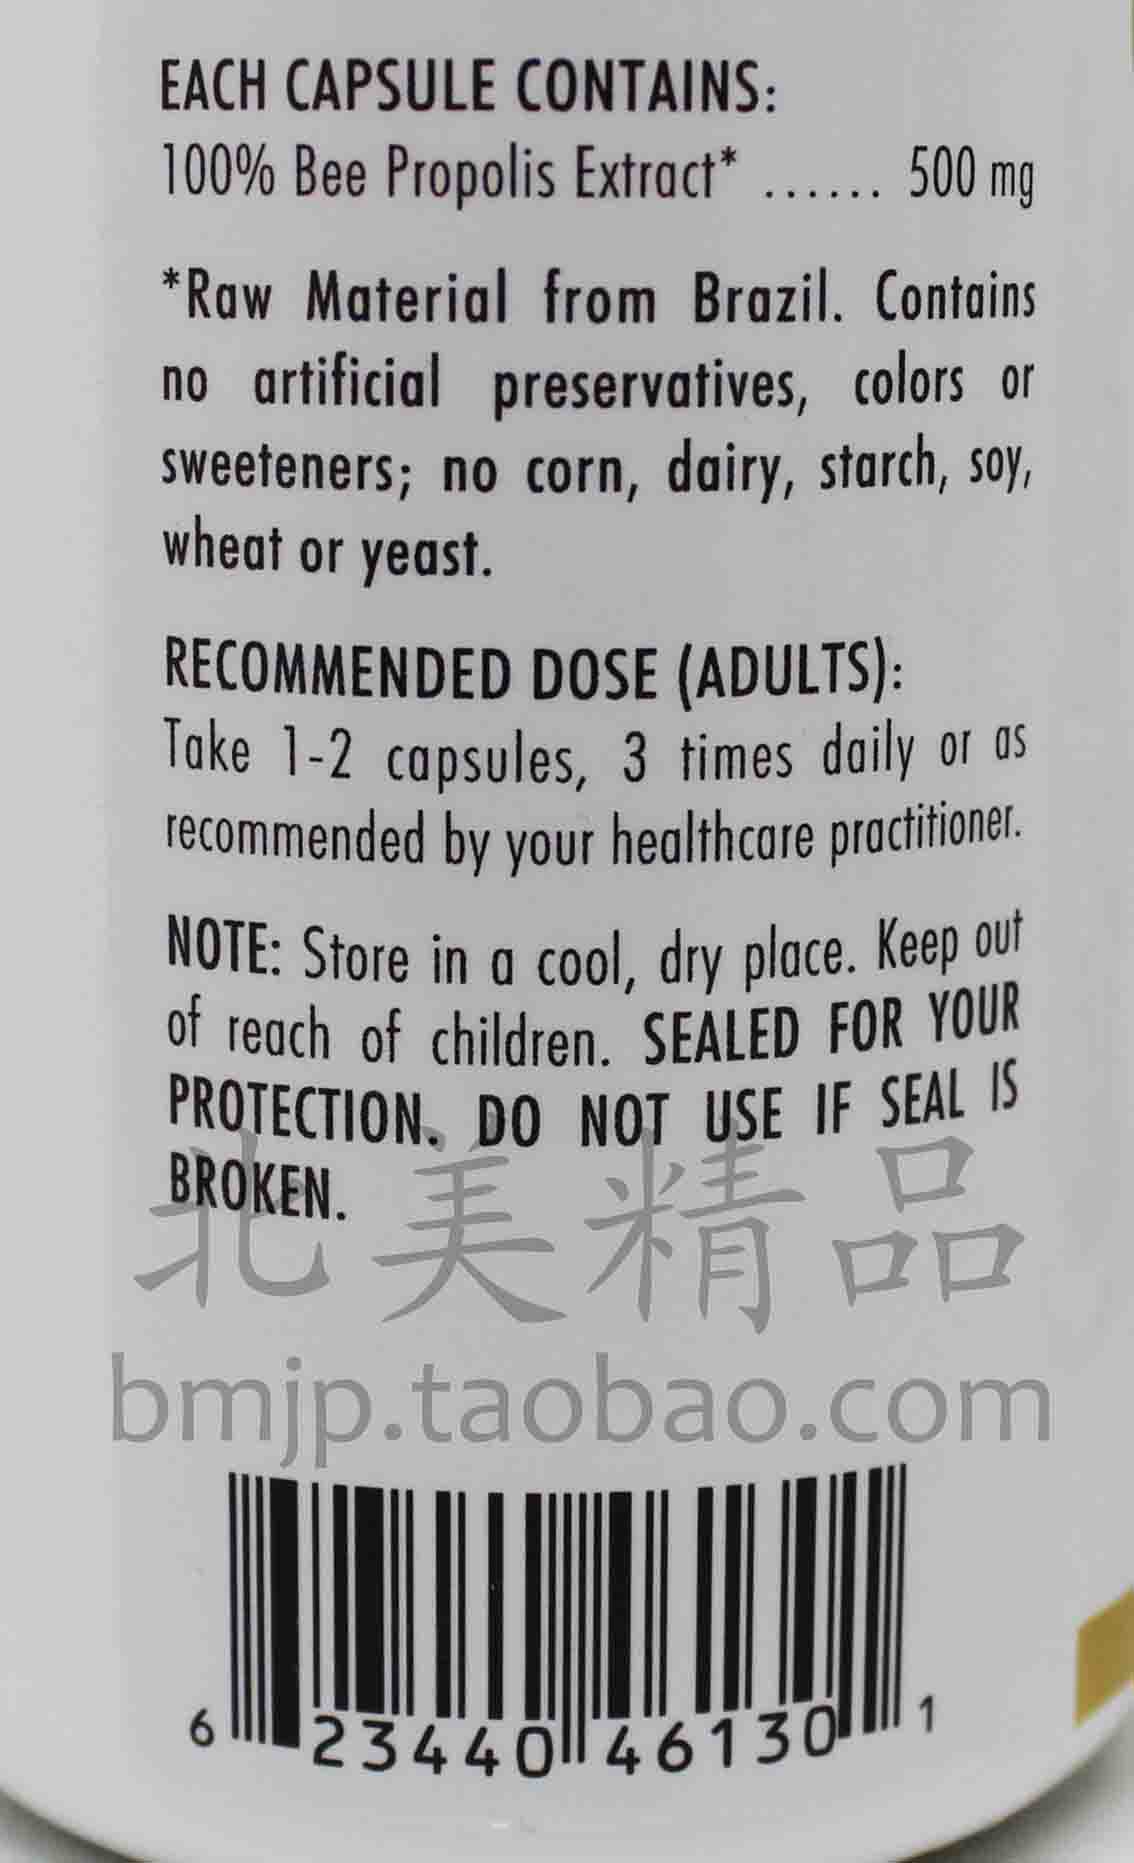 EACH CAPSULE CONTAINS:
100% Bee Propolis Extract* ...... 500 mg
*Raw Material from Brazil. Contains
no artificial preservatives, colors or
sweeteners; no corn, dairy, starch, soy,
wheat or yeast.
RECOMMENDED DOSE (ADULTS):
Take 1-2 capsules, 3 times daily or as
recommended by your healthcare practitioner.
NOTE: Store in a cool, dry place. Keep out
of reach of children. SEALED FOR YOUR
PROTECTION. DO NOT USE IF SEAL IS
BROKEN.
北美精品
bmjp.taobao.com
6 23440 46130 1